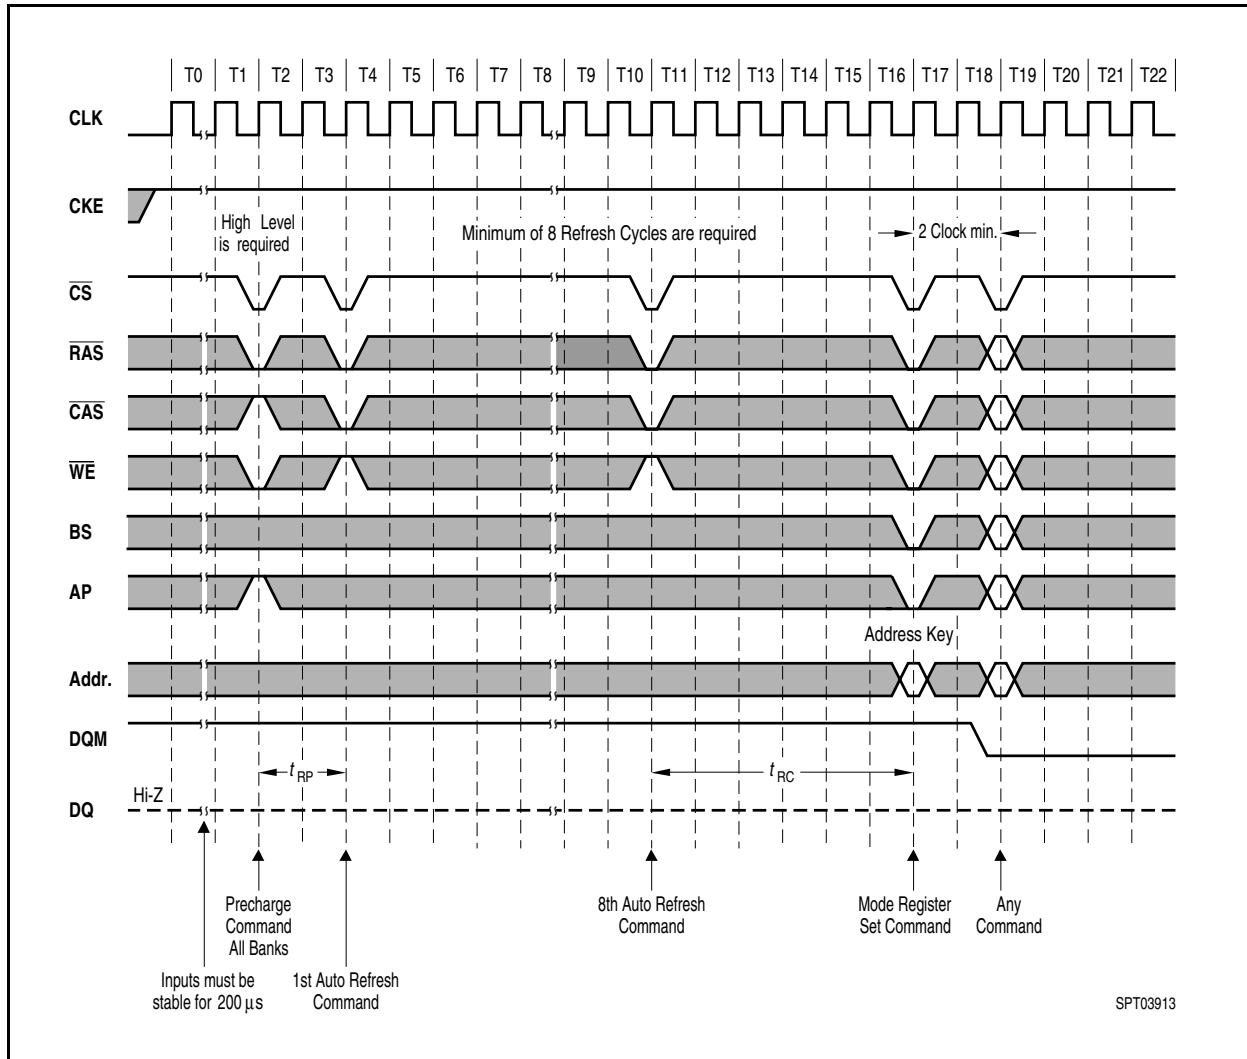 T0 T1 T2 T3 T4 T5 T6 T7 T8 T9 T10 T11 T12 T13 T14 T15 T16 T17 T18 T19 T20 T21 T22
CLK
CKE
High Level
is required
Minimum of 8 Refresh Cycles are required
2 Clock min.
CS
RAS
CAS
WE
BS
AP
Address Key
Addr.
DQM
tRP
tRC
Hi-Z
DQ
Precharge
Command
All Banks
8th Auto Refresh
Command
Mode Register
Set Command
Any
Command
Inputs must be
stable for 200 μs
1st Auto Refresh
Command
SPT03913